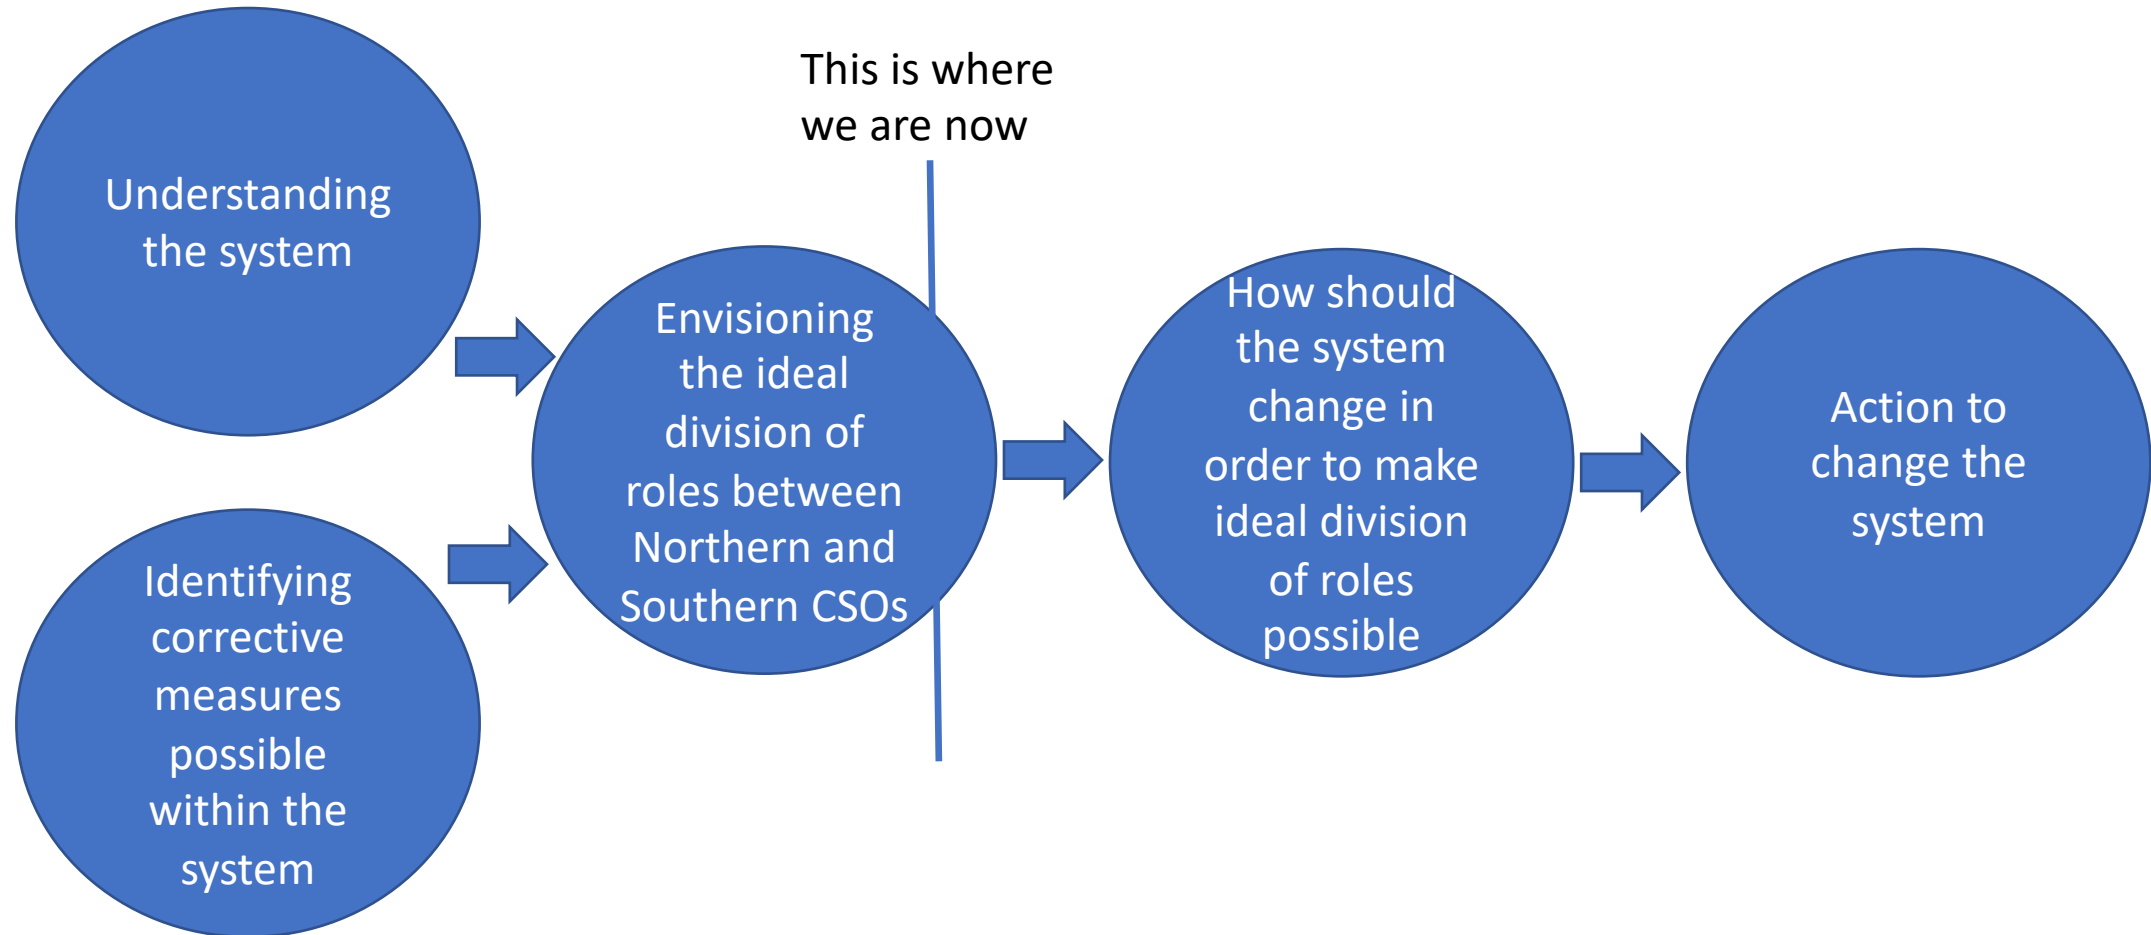 Understanding
the system
Identifying
corrective
measures
possible
within the
system
This is where
we are now
Envisioning
the ideal
division of
roles between
Northern and
Southern CSOs
How should
the system
change in
order to make
ideal division
of roles
possible
Action to
change the
system